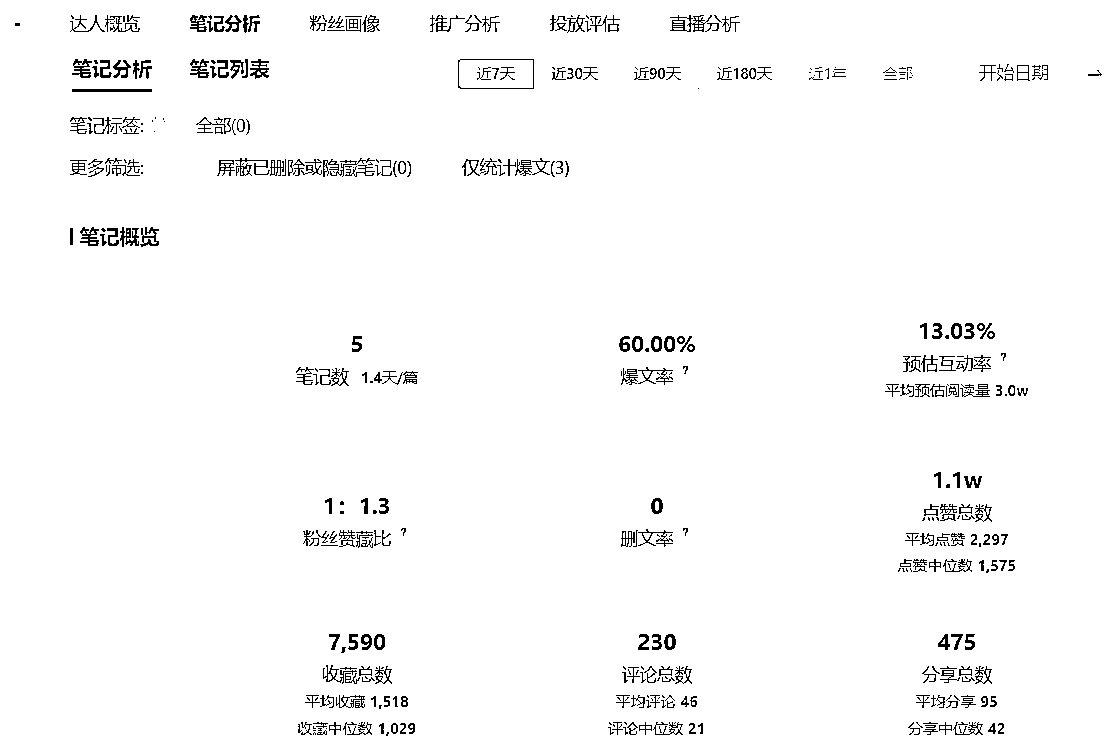 达人概览 笔记分析 粉丝画像 推广分析 投放评估 直播分析
笔记分析 笔记列表 近7天 近30天 近90天 近180天 近1年 全部 开始日期 →
笔记标签: 全部(0)
更多筛选: 屏蔽已删除或隐藏笔记(0) 仅统计爆文(3)
笔记概览
5
笔记数 1.4天/篇
60.00%
爆文率 ?
13.03%
预估互动率 ?
平均预估阅读量 3.0w
1: 1.3
粉丝赞藏比 ?
0
删文率 ?
1.1w
点赞总数
平均点赞 2,297
点赞中位数 1,575
7,590
收藏总数
平均收藏 1,518
收藏中位数 1,029
230
评论总数
平均评论 46
评论中位数 21
475
分享总数
平均分享 95
分享中位数 42